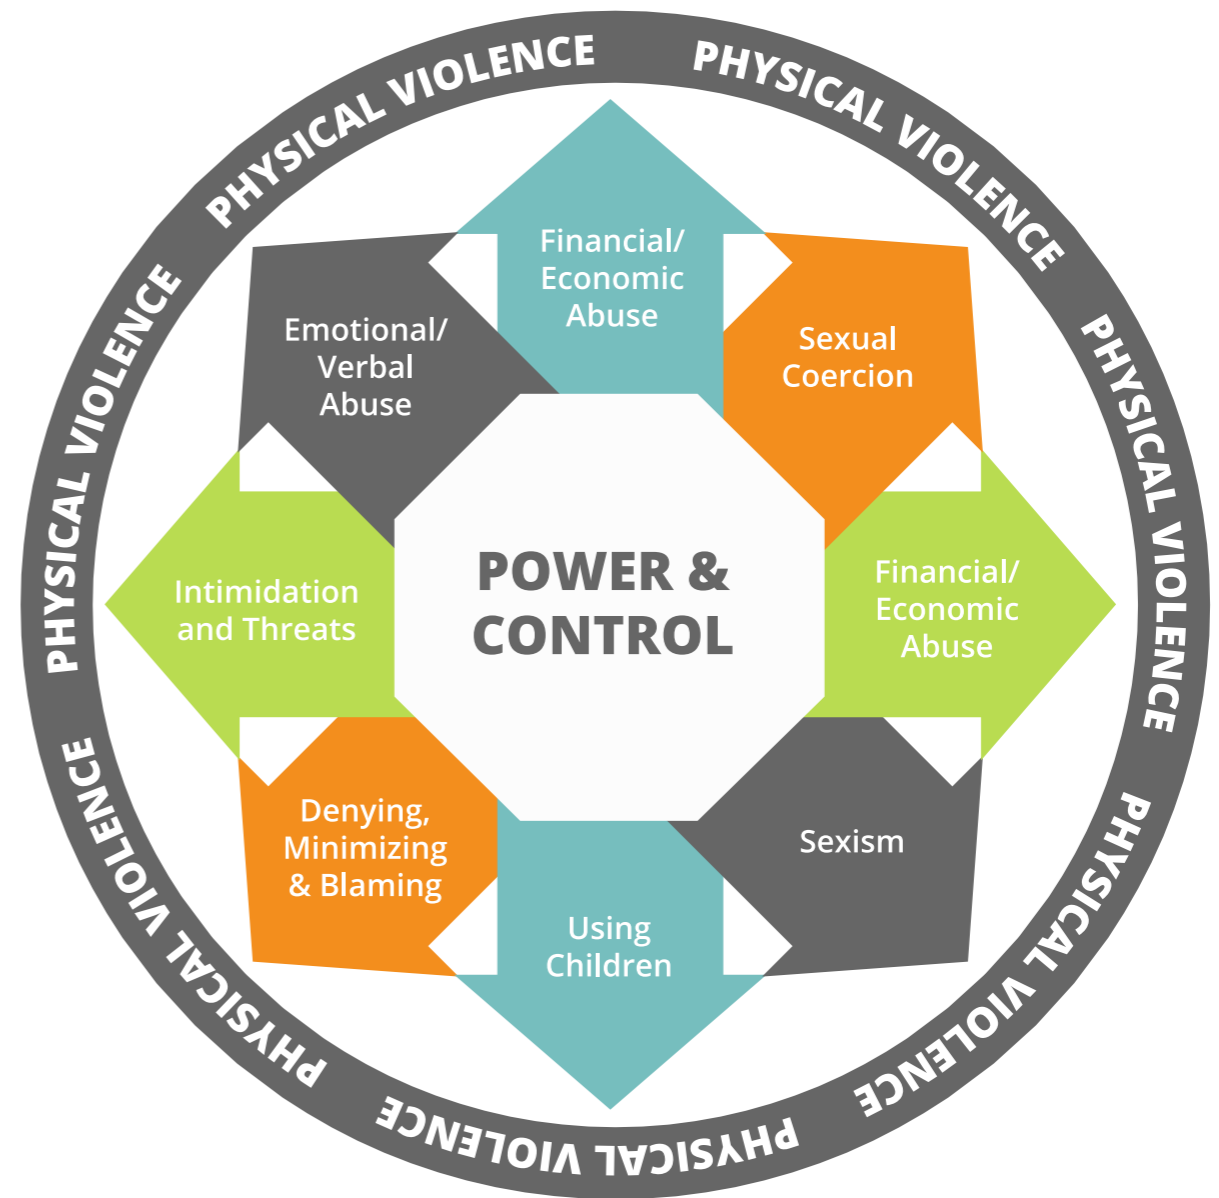 PHYSICAL VIOLENCE
PHYSICAL VIOLENCE
PHYSICAL VIOLENCE
PHYSICAL VIOLENCE
PHYSICAL VIOLENCE
PHYSICAL VIOLENCE
PHYSICAL VIOLENCE
Financial/
Economic
Abuse
Sexual
Coercion
Financial/
Economic
Abuse
Sexism
Using
Children
Denying,
Minimizing
& Blaming
Intimidation
and Threats
Emotional/
Verbal
Abuse
POWER &
CONTROL